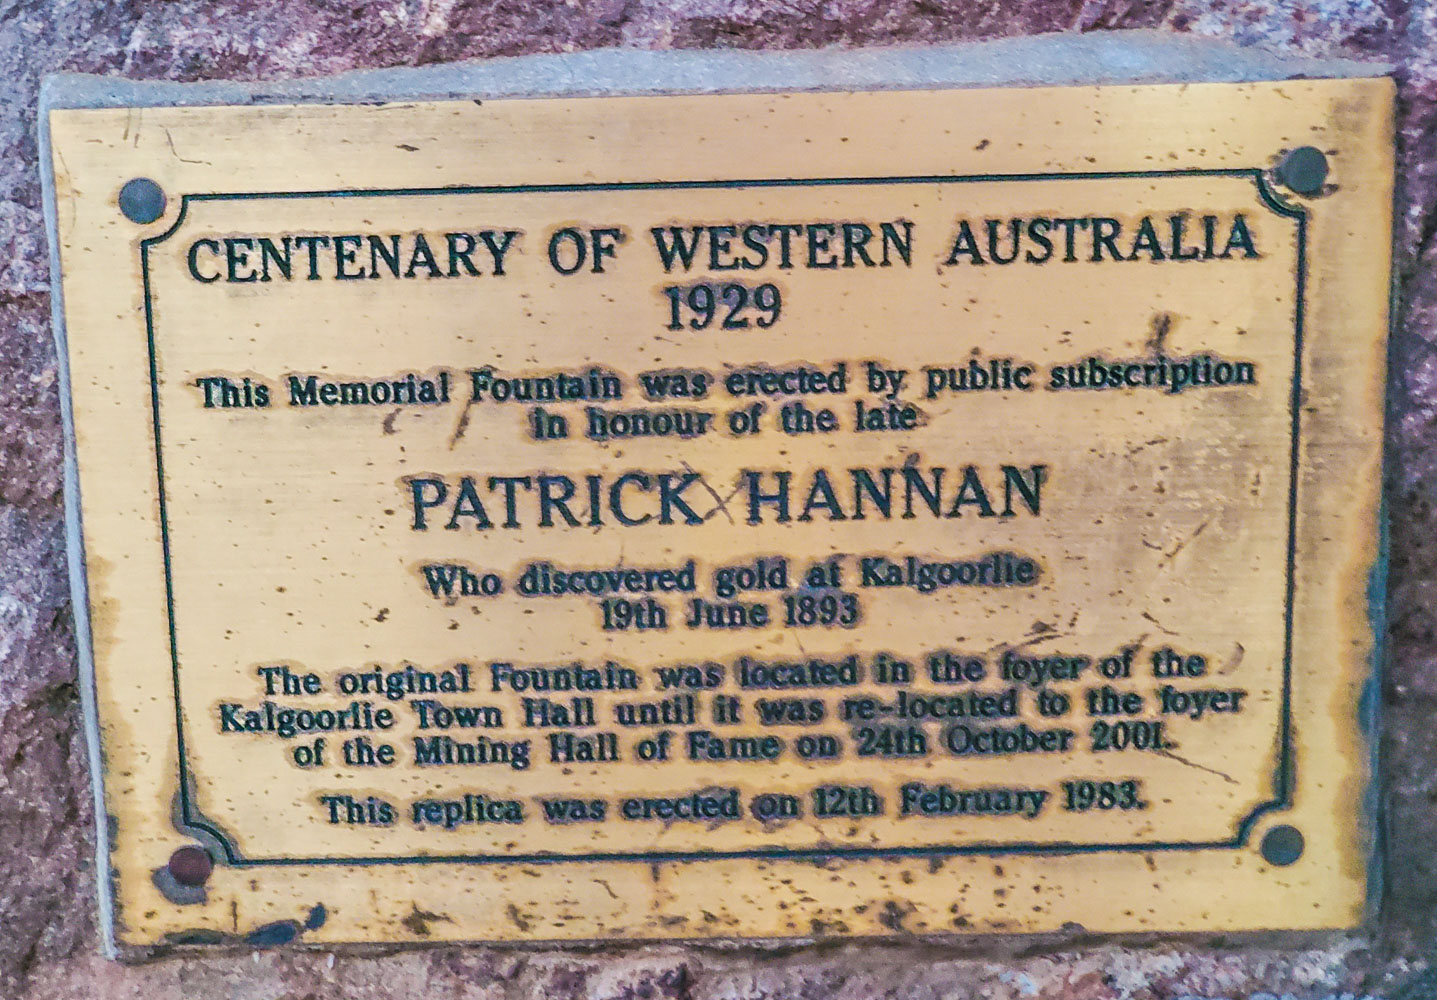 CENTENARY OF WESTERN AUSTRALIA
1929
This Memorial Fountain was erected by public subscription
in honour of the late
PATRICK HANNAN
Who discovered gold at Kalgoorlie
19th June 1893
The original Fountain was located in the foyer of the
Kalgoorlie Town Hall until it was re-located to the foyer
of the Mining Hall of Fame on 24th October 2001.
This replica was erected on 12th February 1983.